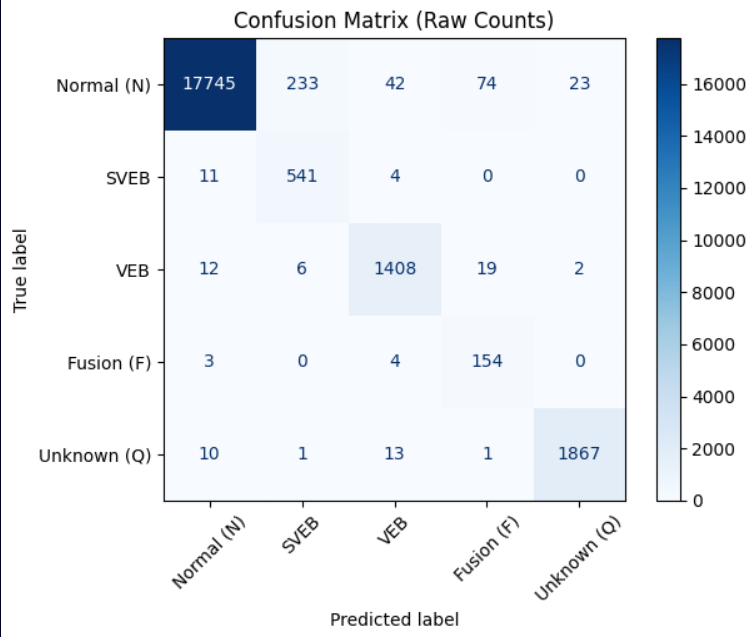 Confusion Matrix (Raw Counts)
Normal (N) 17745 233 42 74 23
SVEB 11 541 4 0 0
VEB 12 6 1408 19 2
Fusion (F) 3 0 4 154 0
Unknown (Q) 10 1 13 1 1867
Normal (N) SVEB VEB Fusion (F) Unknown (Q)
Predicted label
True label
16000
14000
12000
10000
8000
6000
4000
2000
0